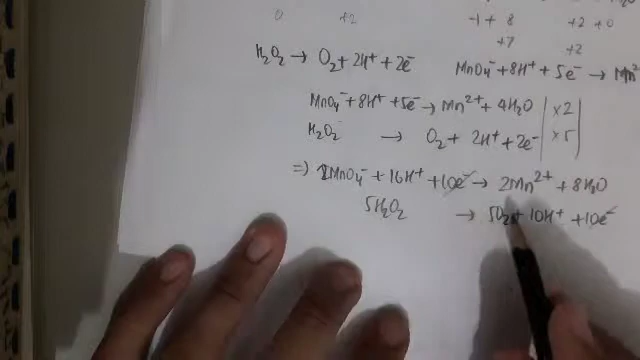 0 +2 -1 + 8 +2 + 0
+7 +2
H₂O₂ → O₂ + 2H⁺ + 2e⁻ MnO₄⁻ + 8H⁺ + 5e⁻ → Mn²
MnO₄⁻ + 8H⁺ + 5e⁻ → Mn²⁺ + 4H₂O | × 2
H₂O₂ → O₂ + 2H⁺ + 2e⁻ | × 5
=) 2MnO₄⁻ + 16H⁺ + 10e⁻ → 2Mn²⁺ + 8H₂O
5H₂O₂ → 5O₂ + 10H⁺ + 10e⁻